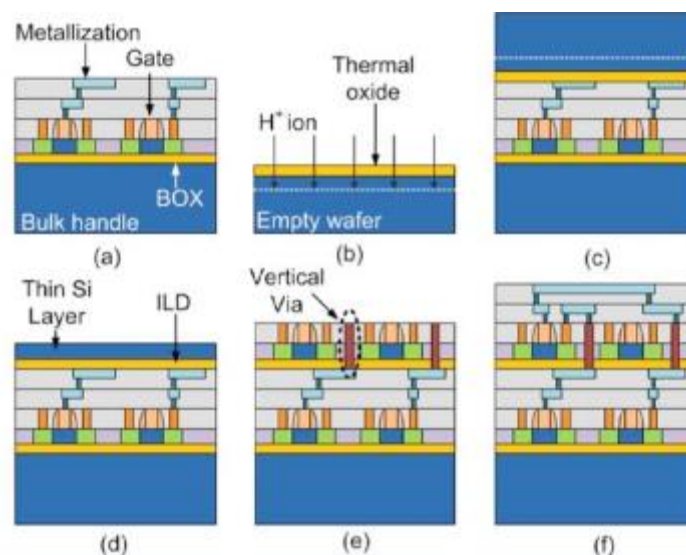 Metallization
Gate
BOX
Bulk handle
(a)
Thermal
oxide
H+ ion
Empty wafer
(b)
(c)
Thin Si
Layer
ILD
(d)
Vertical
Via
(e)
(f)